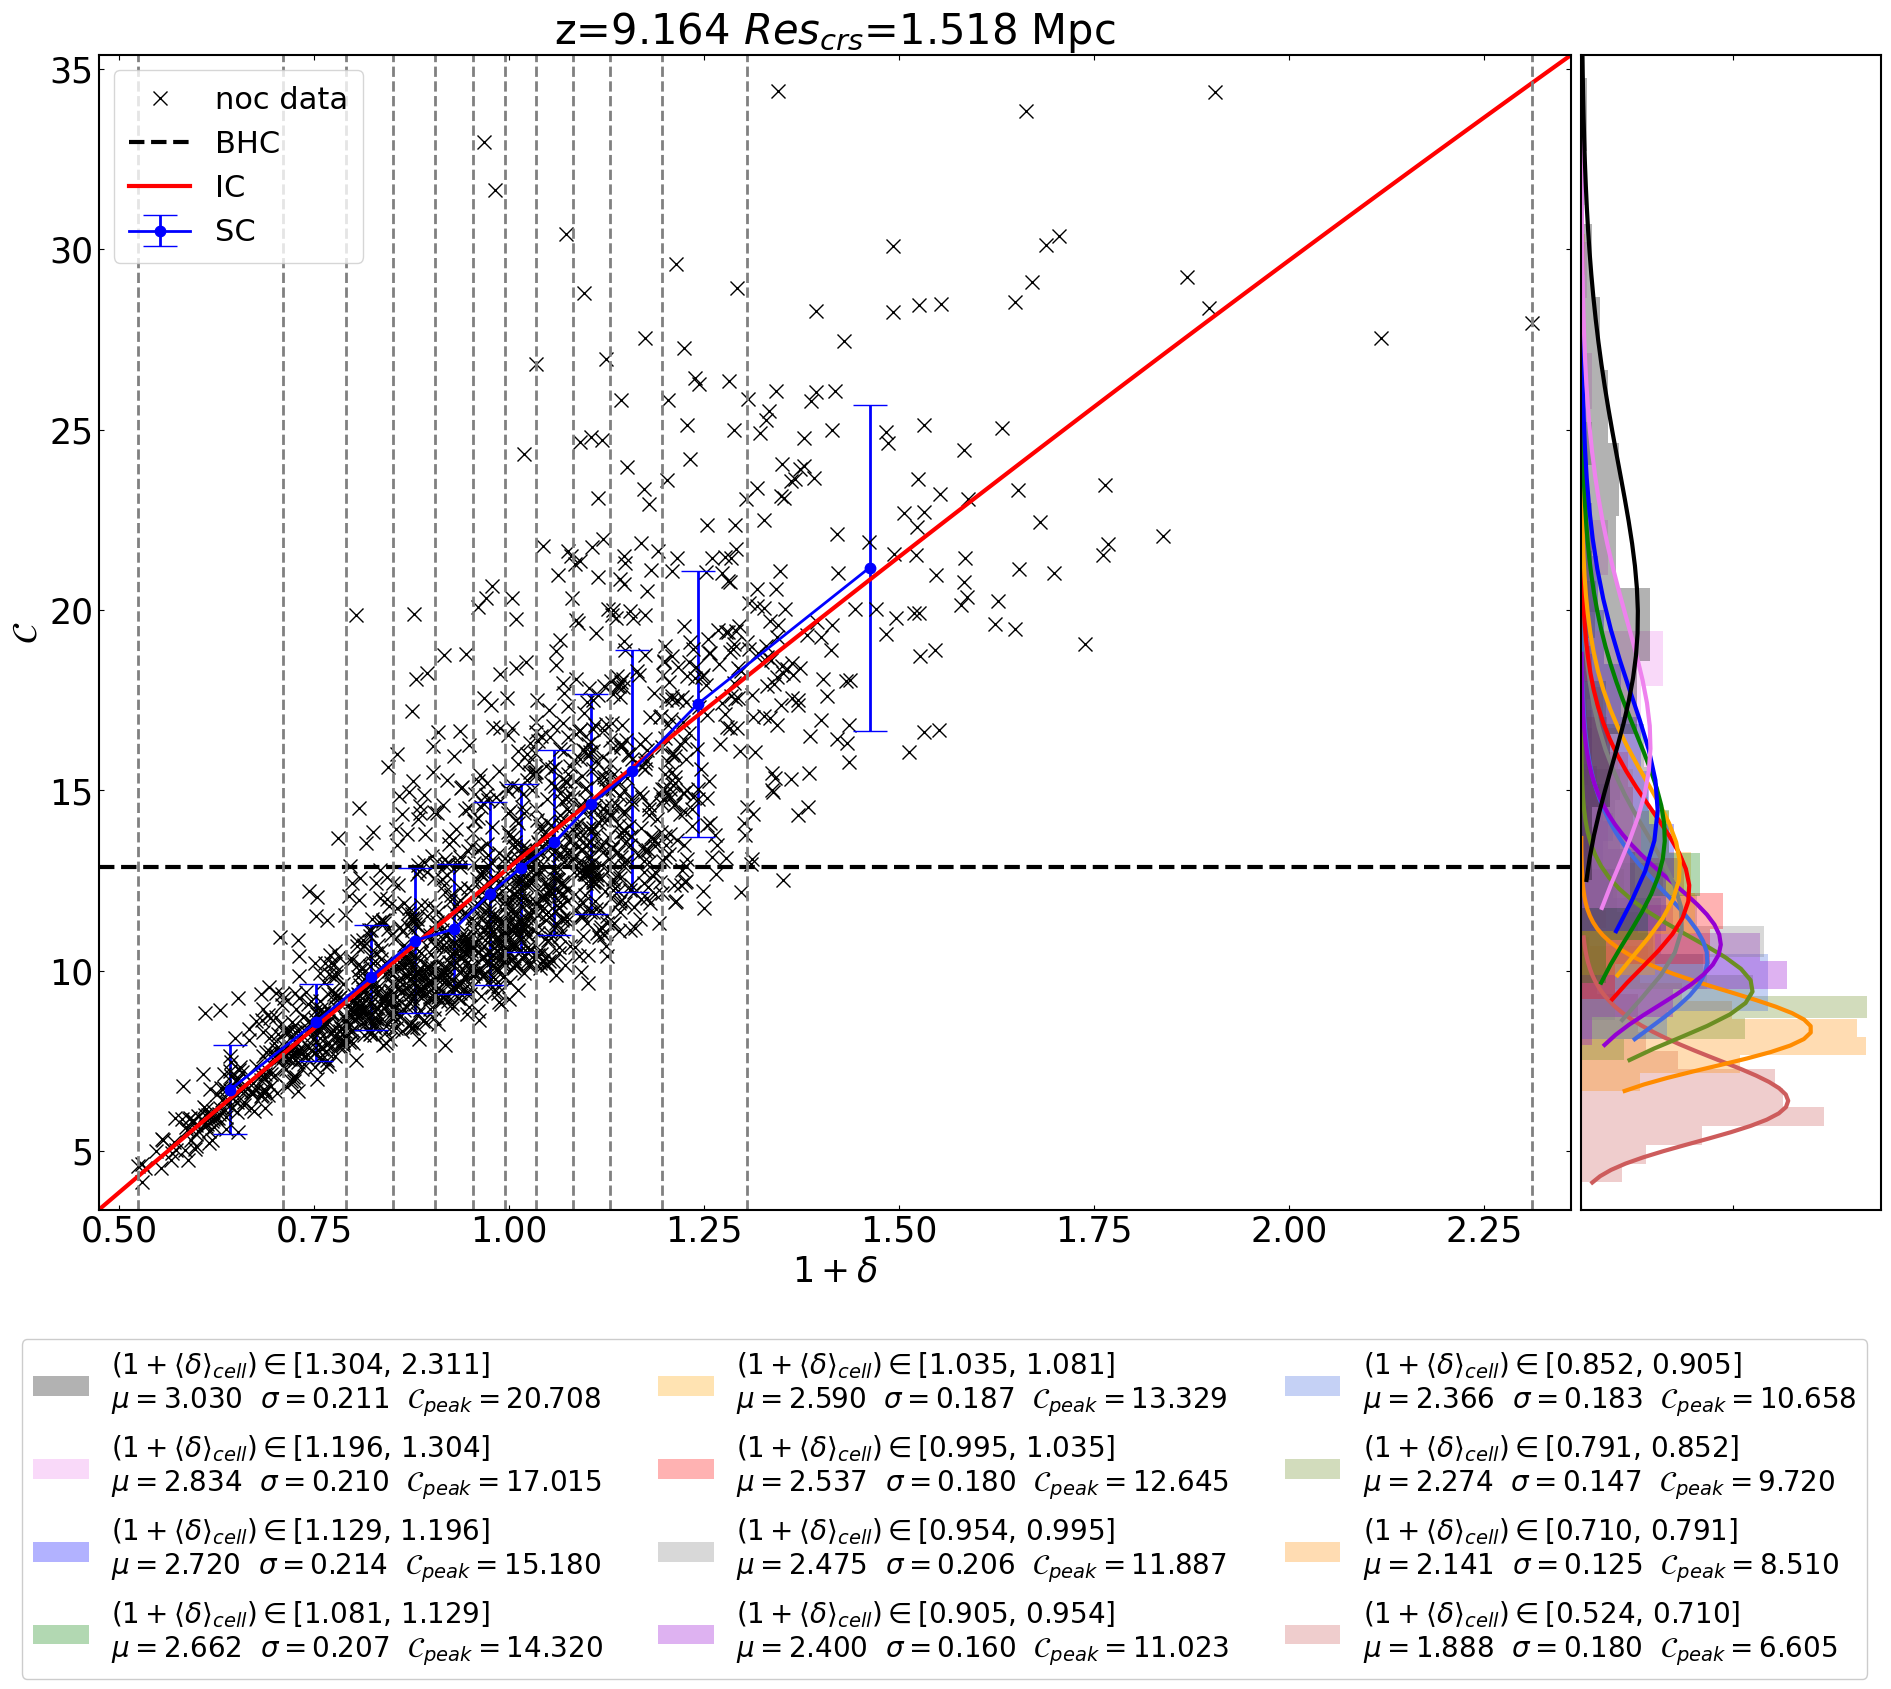 z=9.164 Res_crs=1.518 Mpc
noc data
BHC
IC
SC
35
30
25
20
15
10
5
𝒞
0.50 0.75 1.00 1.25 1.50 1.75 2.00 2.25
1 + δ
(1 + ⟨δ⟩_cell) ∈ [1.304, 2.311]
μ = 3.030 σ = 0.211 𝒞_peak = 20.708
(1 + ⟨δ⟩_cell) ∈ [1.196, 1.304]
μ = 2.834 σ = 0.210 𝒞_peak = 17.015
(1 + ⟨δ⟩_cell) ∈ [1.129, 1.196]
μ = 2.720 σ = 0.214 𝒞_peak = 15.180
(1 + ⟨δ⟩_cell) ∈ [1.081, 1.129]
μ = 2.662 σ = 0.207 𝒞_peak = 14.320
(1 + ⟨δ⟩_cell) ∈ [1.035, 1.081]
μ = 2.590 σ = 0.187 𝒞_peak = 13.329
(1 + ⟨δ⟩_cell) ∈ [0.995, 1.035]
μ = 2.537 σ = 0.180 𝒞_peak = 12.645
(1 + ⟨δ⟩_cell) ∈ [0.954, 0.995]
μ = 2.475 σ = 0.206 𝒞_peak = 11.887
(1 + ⟨δ⟩_cell) ∈ [0.905, 0.954]
μ = 2.400 σ = 0.160 𝒞_peak = 11.023
(1 + ⟨δ⟩_cell) ∈ [0.852, 0.905]
μ = 2.366 σ = 0.183 𝒞_peak = 10.658
(1 + ⟨δ⟩_cell) ∈ [0.791, 0.852]
μ = 2.274 σ = 0.147 𝒞_peak = 9.720
(1 + ⟨δ⟩_cell) ∈ [0.710, 0.791]
μ = 2.141 σ = 0.125 𝒞_peak = 8.510
(1 + ⟨δ⟩_cell) ∈ [0.524, 0.710]
μ = 1.888 σ = 0.180 𝒞_peak = 6.605